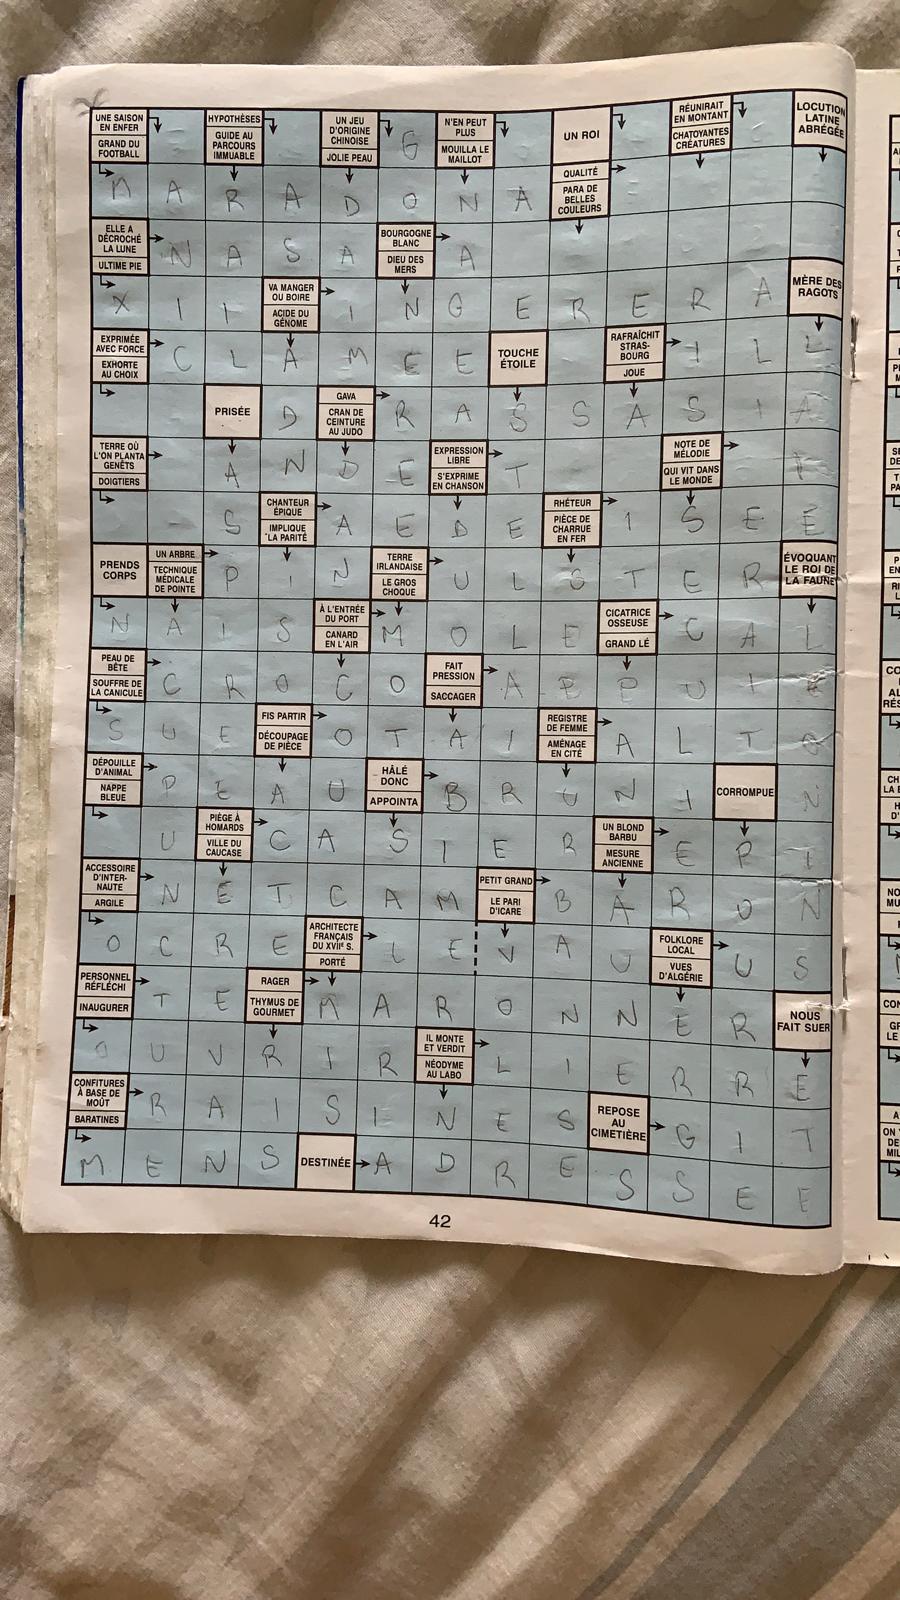 UNE SAISON EN ENFER
GRAND DU FOOTBALL
HYPOTHÈSES
GUIDE AU PARCOURS IMMUABLE
UN JEU D'ORIGINE CHINOISE
JOLIE PEAU
G
N'EN PEUT PLUS
MOUILLA LE MAILLOT
UN ROI
RÉUNIRAIT EN MONTANT
CHATOYANTES CRÉATURES
LOCUTION LATINE ABRÉGÉE
M A R A D O N A
QUALITÉ
PARA DE BELLES COULEURS
ELLE A DÉCROCHÉ LA LUNE
ULTIME PIE
N A S A
BOURGOGNE BLANC
DIEU DES MERS
A
X I I
VA MANGER OU BOIRE
ACIDE DU GÉNOME
I N G E R E R A
MÈRE DES RAGOTS
EXPRIMÉE AVEC FORCE
EXHORTE AU CHOIX
C L A M E E
TOUCHE ÉTOILE
RAFRAÎCHIT STRAS-BOURG
JOUE
I L L
PRISÉE
D
GAVA
CRAN DE CEINTURE AU JUDO
R A S S A S I A
TERRE OÙ L'ON PLANTA GENÊTS
DOIGTIERS
A N D E
EXPRESSION LIBRE
S'EXPRIME EN CHANSON
T
NOTE DE MÉLODIE
QUI VIT DANS LE MONDE
S
CHANTEUR ÉPIQUE
IMPLIQUE LA PARITÉ
A E D E
RHÉTEUR
PIÈCE DE CHARRUE EN FER
I S E E
PRENDS CORPS
UN ARBRE
TECHNIQUE MÉDICALE DE POINTE
P I N
TERRE IRLANDAISE
LE GROS CHOQUE
U L S T E R
ÉVOQUANT LE ROI DE LA FAUNE
N A I S
À L'ENTRÉE DU PORT
CANARD EN L'AIR
M O L E
CICATRICE OSSEUSE
GRAND LÉ
C A L
PEAU DE BÊTE
SOUFFRE DE LA CANICULE
C R O C O
FAIT PRESSION
SACCAGER
A P P U I E
S U E
FIS PARTIR
DÉCOUPAGE DE PIÈCE
O T A I
REGISTRE DE FEMME
AMÉNAGE EN CITÉ
A L T O
DÉPOUILLE D'ANIMAL
NAPPE BLEUE
P E A U
HÂLÉ DONC
APPOINTA
B R U N I
CORROMPUE
N
U
PIÈGE À HOMARDS
VILLE DU CAUCASE
C A S I E R
UN BLOND BARBU
MESURE ANCIENNE
E P I
ACCESSOIRE D'INTER-NAUTE
ARGILE
N E T C A M
PETIT GRAND
LE PARI D'ICARE
B A R O N
O C R E
ARCHITECTE FRANÇAIS DU XVIIE S.
PORTÉ
L E V A U
FOLKLORE LOCAL
VUES D'ALGÉRIE
U S
PERSONNEL RÉFLÉCHI
INAUGURER
T E
RAGER
THYMUS DE GOURMET
M A R O N N E R
NOUS FAIT SUER
O U V R I R
IL MONTE ET VERDIT
NÉODYME AU LABO
L I E R R E
CONFITURES À BASE DE MOÛT
BARATINES
R A I S I N E S
REPOSE AU CIMETIÈRE
G I T
M E N S
DESTINÉE
A D R E S S E E
42